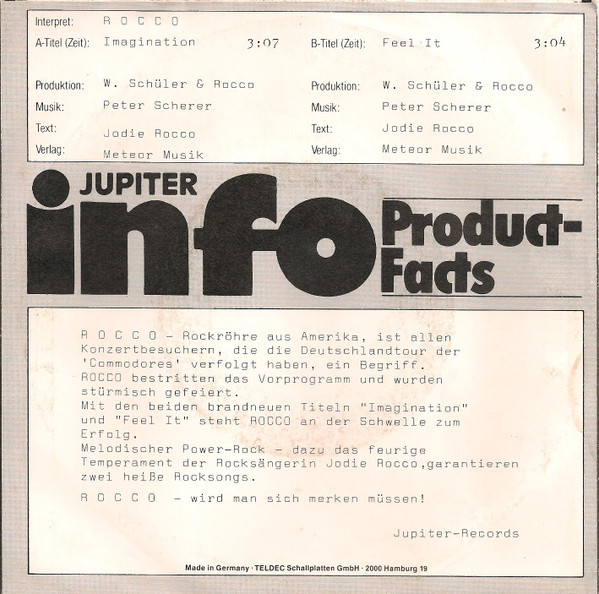 Interpret: R O C C O
A-Titel (Zeit): Imagination 3:07 B-Titel (Zeit): Feel It 3:04
Produktion: W. Schüler & Rocco Produktion: W. Schüler & Rocco
Musik: Peter Scherer Musik: Peter Scherer
Text: Jodie Rocco Text: Jodie Rocco
Verlag: Meteor Musik Verlag: Meteor Musik
JUPITER
info Product-
Facts
R O C C O – Rockröhre aus Amerika, ist allen
Konzertbesuchern, die die Deutschlandtour der
'Commodores' verfolgt haben, ein Begriff.
ROCCO bestritten das Vorprogramm und wurden
stürmisch gefeiert.
Mit den beiden brandneuen Titeln "Imagination"
und "Feel It" steht ROCCO an der Schwelle zum
Erfolg.
Melodischer Power-Rock – dazu das feurige
Temperament der Rocksängerin Jodie Rocco,garantieren
zwei heiße Rocksongs.
R O C C O – wird man sich merken müssen!
Jupiter-Records
Made in Germany · TELDEC Schallplatten GmbH · 2000 Hamburg 19